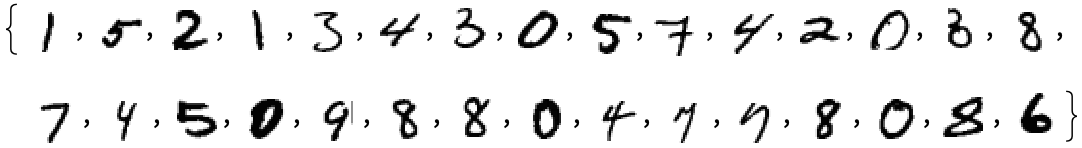 { 1 , 5 , 2 , 1 , 3 , 4 , 3 , 0 , 5 , 7 , 4 , 2 , 0 , 3 , 8 ,
7 , 4 , 5 , 0 , 9 , 8 , 8 , 0 , 4 , 7 , 7 , 8 , 0 , 8 , 6 }